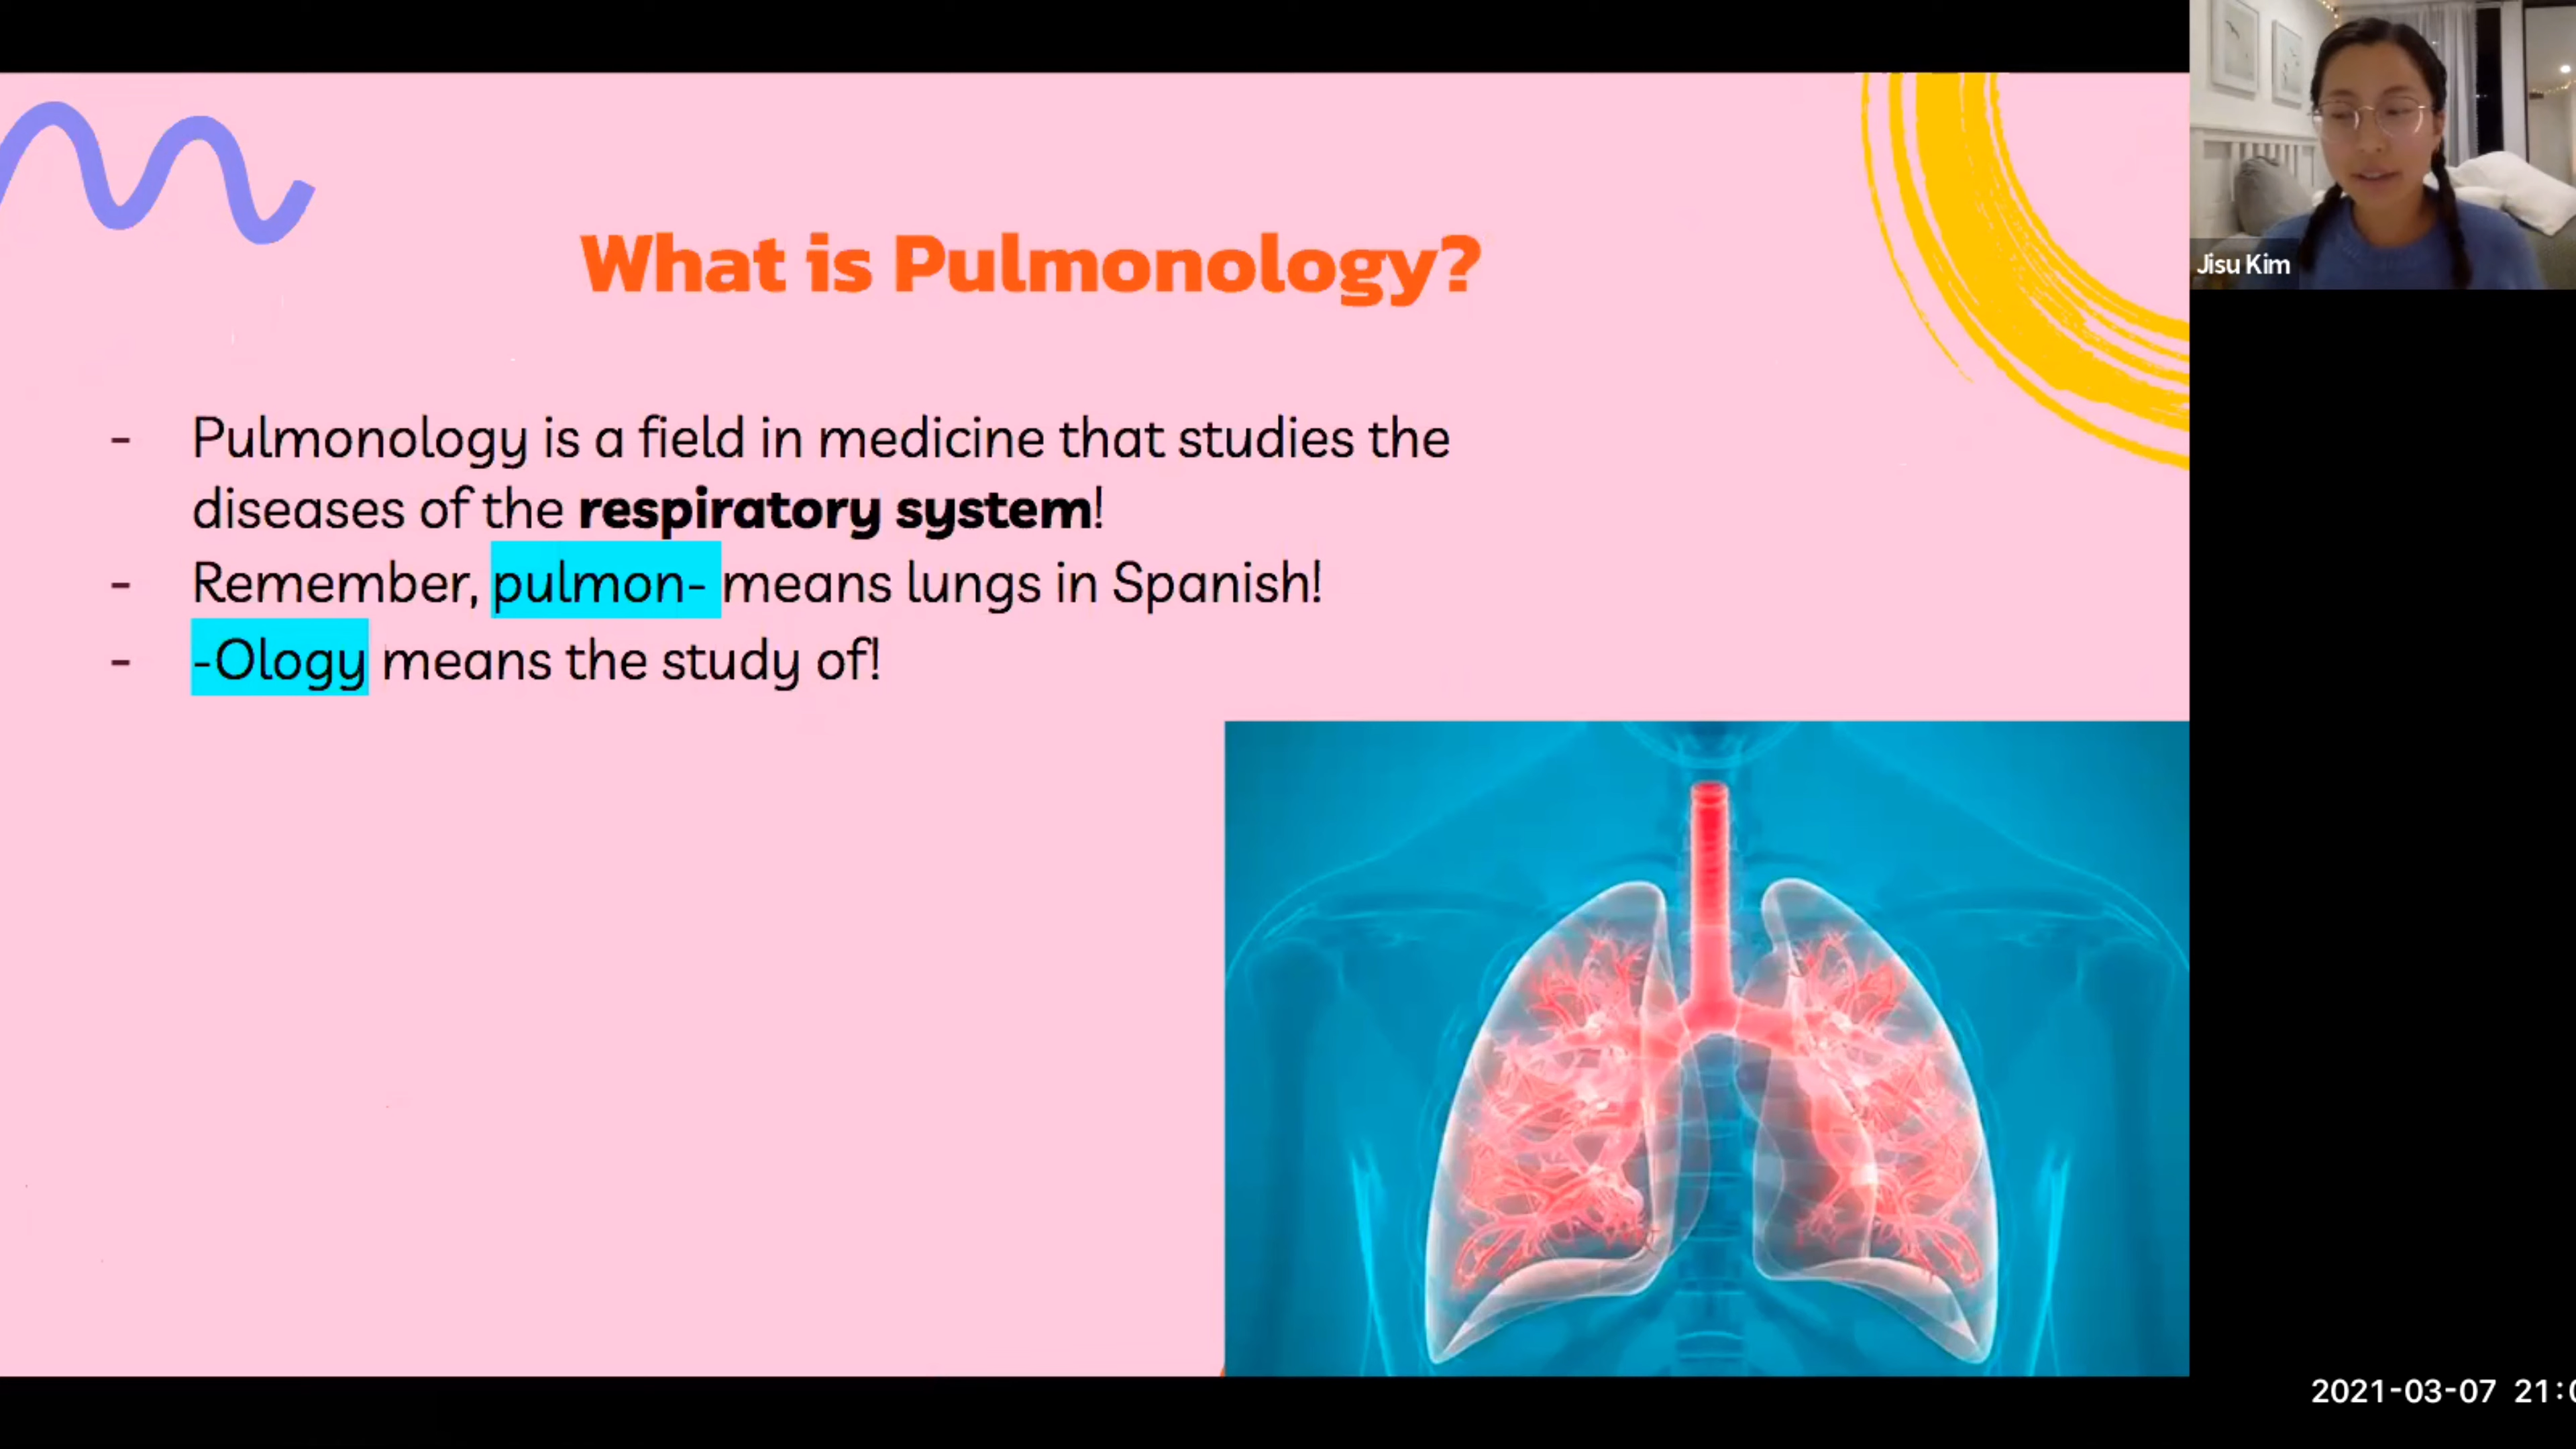 What is Pulmonology?
- Pulmonology is a field in medicine that studies the
diseases of the respiratory system!
- Remember, pulmon- means lungs in Spanish!
- -Ology means the study of!
Jisu Kim
2021-03-07 21:0